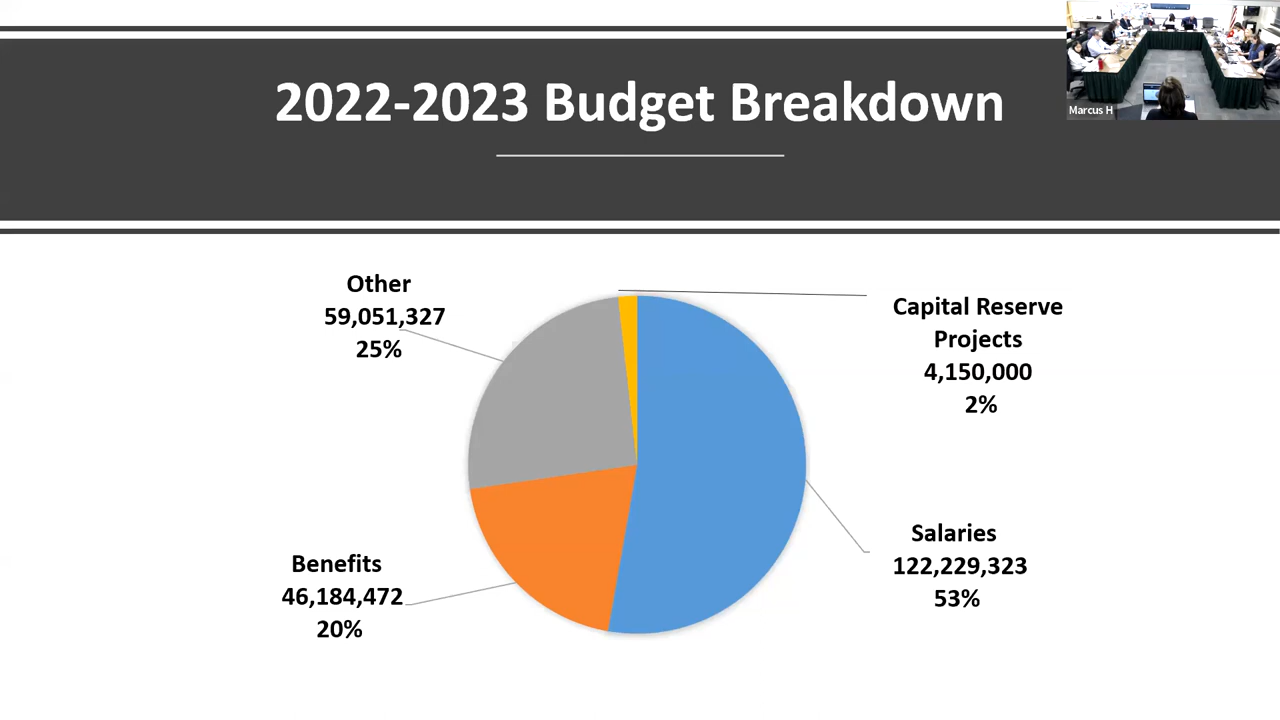 2022-2023 Budget Breakdown
Marcus H
Other
59,051,327
25%
Capital Reserve
Projects
4,150,000
2%
Salaries
122,229,323
53%
Benefits
46,184,472
20%